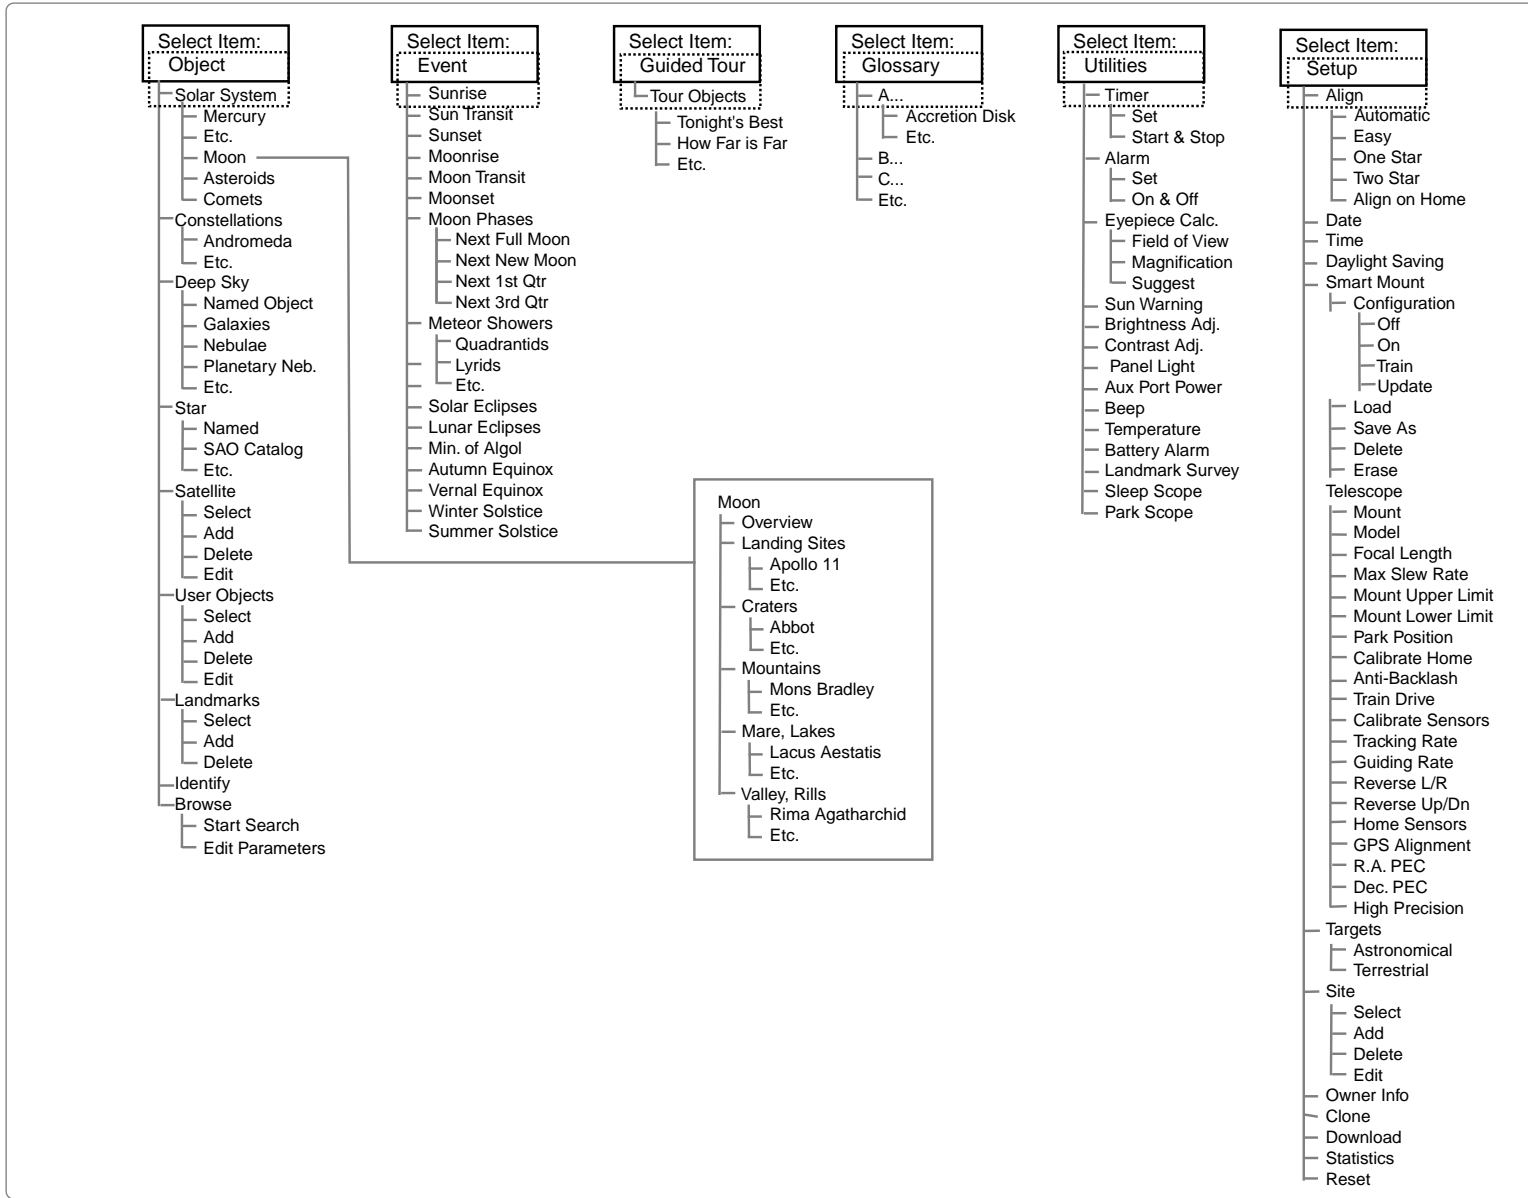 Select Item:
Object
Solar System
Mercury
Etc.
Moon
Asteroids
Comets
Constellations
Andromeda
Etc.
Deep Sky
Named Object
Galaxies
Nebulae
Planetary Neb.
Etc.
Star
Named
SAO Catalog
Etc.
Satellite
Select
Add
Delete
Edit
User Objects
Select
Add
Delete
Edit
Landmarks
Select
Add
Delete
Identify
Browse
Start Search
Edit Parameters
Select Item:
Event
Sunrise
Sun Transit
Sunset
Moonrise
Moon Transit
Moonset
Moon Phases
Next Full Moon
Next New Moon
Next 1st Qtr
Next 3rd Qtr
Meteor Showers
Quadrantids
Lyrids
Etc.
Solar Eclipses
Lunar Eclipses
Min. of Algol
Autumn Equinox
Vernal Equinox
Winter Solstice
Summer Solstice
Select Item:
Guided Tour
Tour Objects
Tonight's Best
How Far is Far
Etc.
Moon
Overview
Landing Sites
Apollo 11
Etc.
Craters
Abbot
Etc.
Mountains
Mons Bradley
Etc.
Mare, Lakes
Lacus Aestatis
Etc.
Valley, Rills
Rima Agatharchid
Etc.
Select Item:
Glossary
A...
Accretion Disk
Etc.
B...
C...
Etc.
Select Item:
Utilities
Timer
Set
Start & Stop
Alarm
Set
On & Off
Eyepiece Calc.
Field of View
Magnification
Suggest
Sun Warning
Brightness Adj.
Contrast Adj.
Panel Light
Aux Port Power
Beep
Temperature
Battery Alarm
Landmark Survey
Sleep Scope
Park Scope
Select Item:
Setup
Align
Automatic
Easy
One Star
Two Star
Align on Home
Date
Time
Daylight Saving
Smart Mount
Configuration
Off
On
Train
Update
Load
Save As
Delete
Erase
Telescope
Mount
Model
Focal Length
Max Slew Rate
Mount Upper Limit
Mount Lower Limit
Park Position
Calibrate Home
Anti-Backlash
Train Drive
Calibrate Sensors
Tracking Rate
Guiding Rate
Reverse L/R
Reverse Up/Dn
Home Sensors
GPS Alignment
R.A. PEC
Dec. PEC
High Precision
Targets
Astronomical
Terrestrial
Site
Select
Add
Delete
Edit
Owner Info
Clone
Download
Statistics
Reset